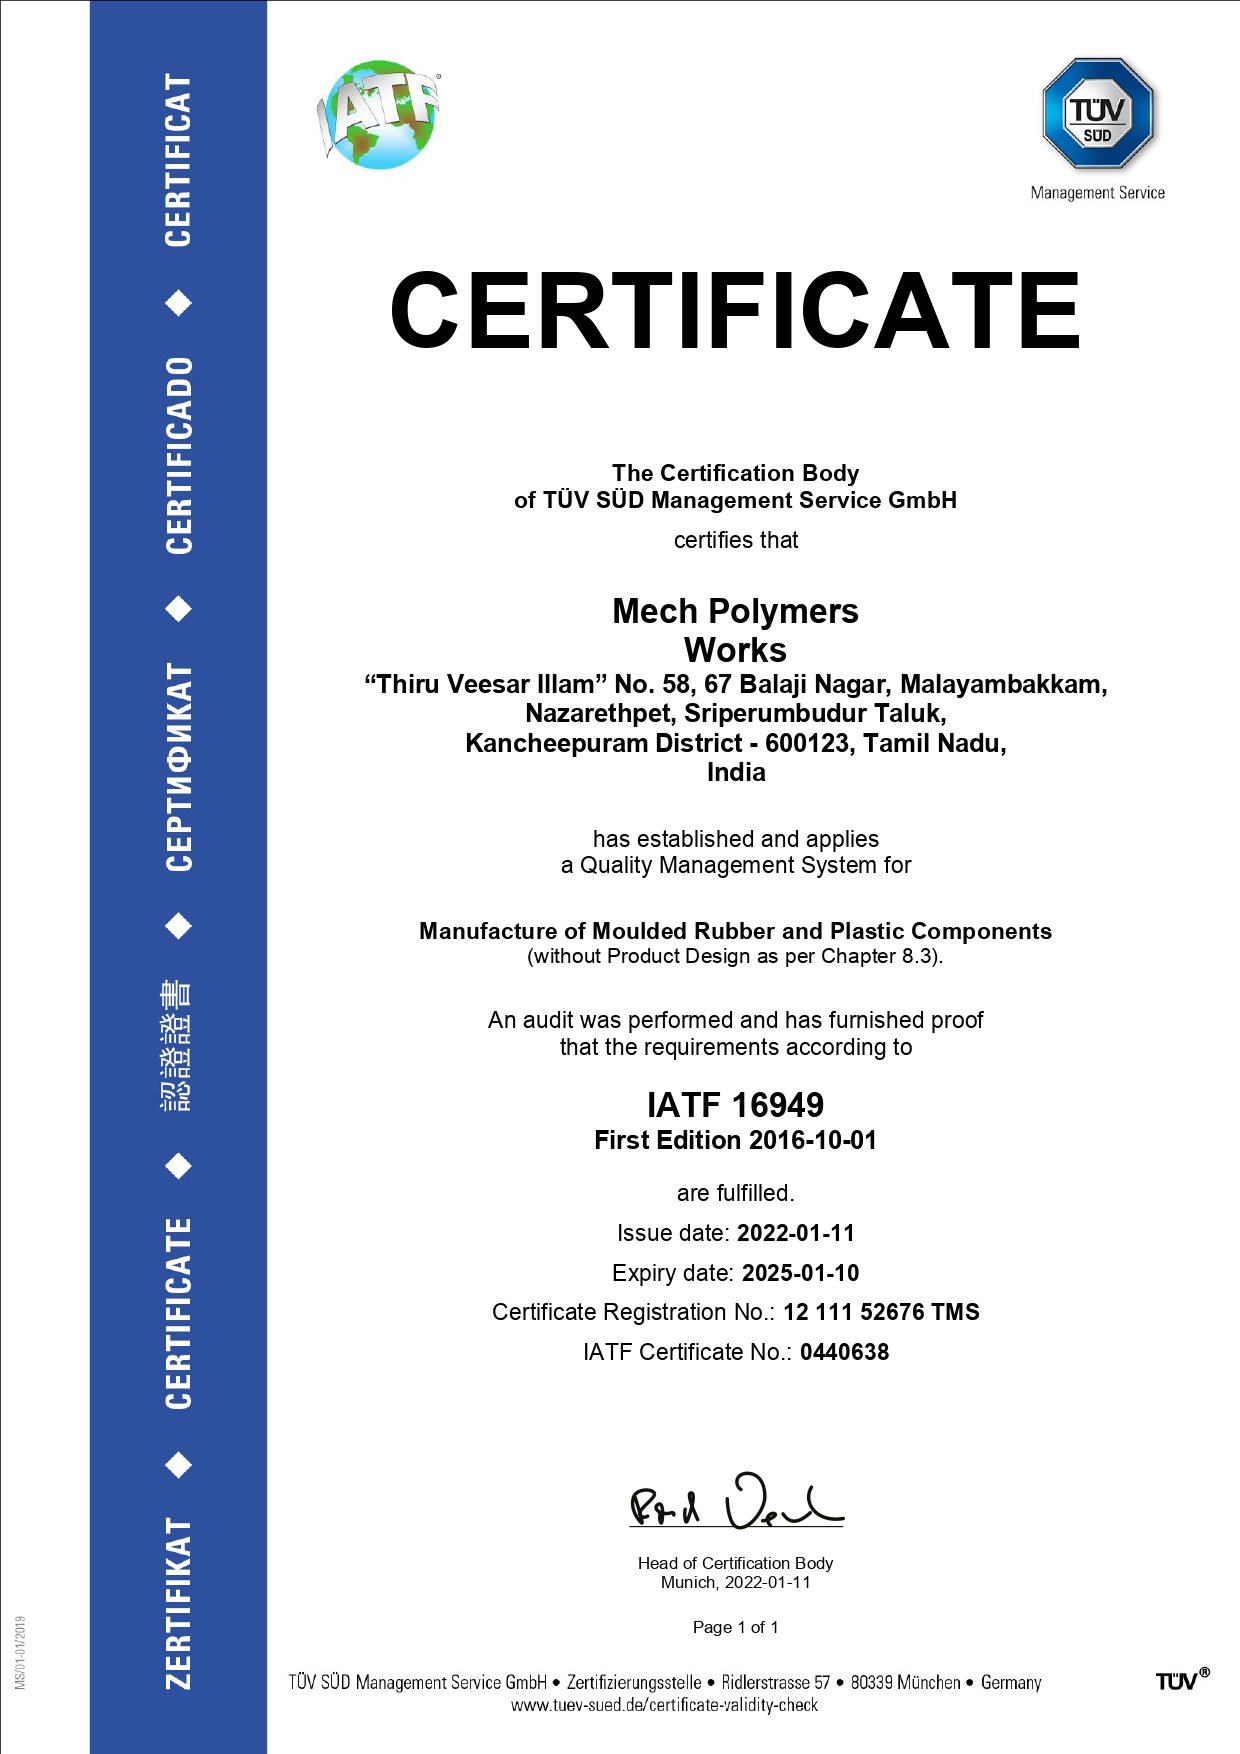 IATF®
TÜV
SÜD
Management Service
CERTIFICATE
The Certification Body
of TÜV SÜD Management Service GmbH
certifies that
Mech Polymers
Works
“Thiru Veesar Illam” No. 58, 67 Balaji Nagar, Malayambakkam,
Nazarethpet, Sriperumbudur Taluk,
Kancheepuram District - 600123, Tamil Nadu,
India
has established and applies
a Quality Management System for
Manufacture of Moulded Rubber and Plastic Components
(without Product Design as per Chapter 8.3).
An audit was performed and has furnished proof
that the requirements according to
IATF 16949
First Edition 2016-10-01
are fulfilled.
Issue date: 2022-01-11
Expiry date: 2025-01-10
Certificate Registration No.: 12 111 52676 TMS
IATF Certificate No.: 0440638
Head of Certification Body
Munich, 2022-01-11
Page 1 of 1
TÜV SÜD Management Service GmbH • Zertifizierungsstelle • Ridlerstrasse 57 • 80339 München • Germany
www.tuev-sued.de/certificate-validity-check
TÜV®
ZERTIFIKAT ◆ CERTIFICATE ◆ 認證證書 ◆ СЕРТИФИКАТ ◆ CERTIFICADO ◆ CERTIFICAT
MS/01-01/2019